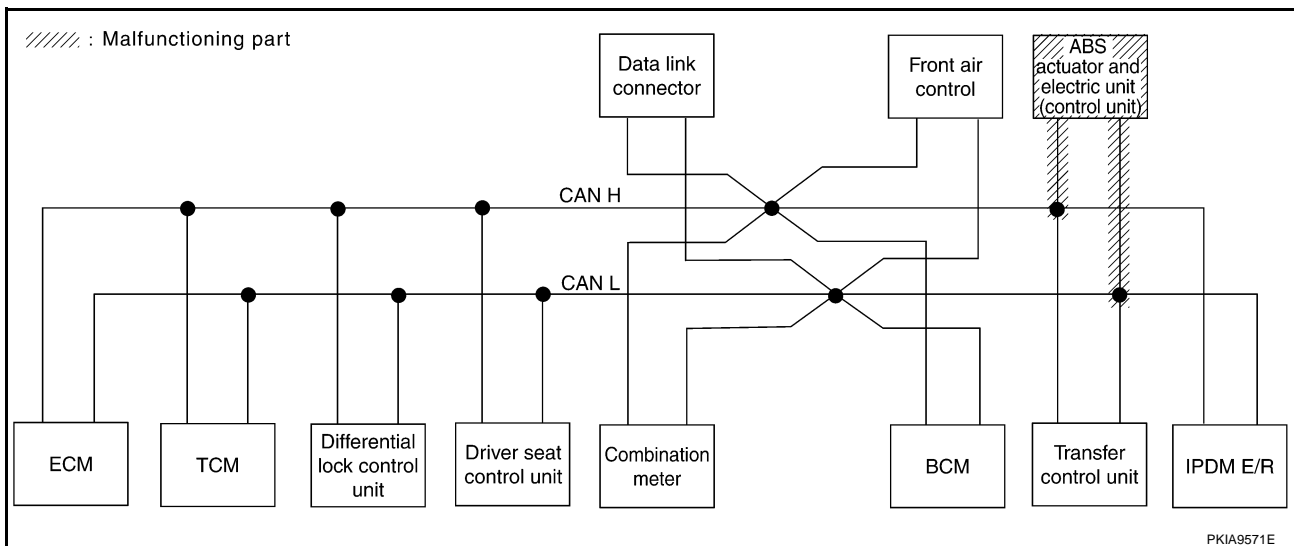 : Malfunctioning part
Data link
connector
Front air
control
ABS
actuator and
electric unit
(control unit)
CAN H
CAN L
ECM
TCM
Differential
lock control
unit
Driver seat
control unit
Combination
meter
BCM
Transfer
control unit
IPDM E/R
PKIA9571E